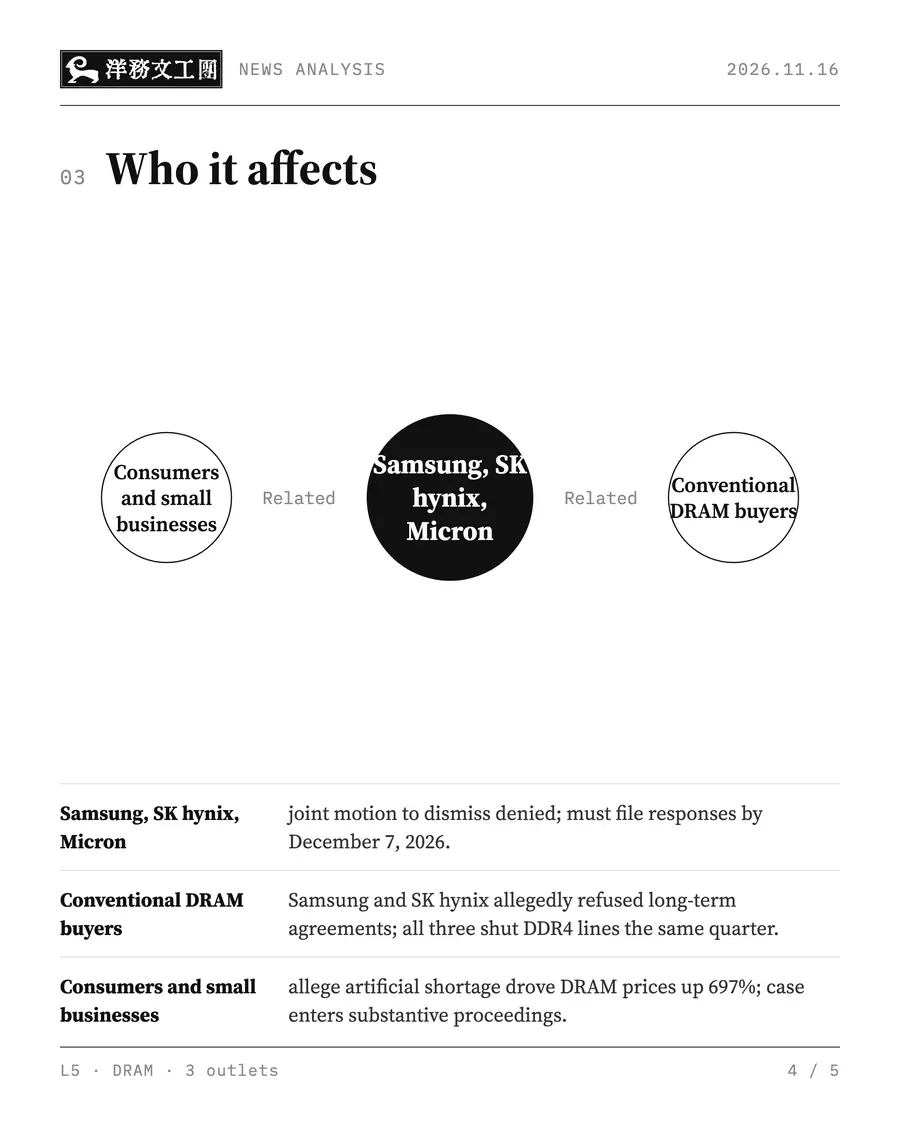 洋務文工團 NEWS ANALYSIS 2026.11.16
03 Who it affects
Consumers
and small
businesses
Related
Samsung, SK
hynix,
Micron
Related
Conventional
DRAM buyers
Samsung, SK hynix,
Micron
joint motion to dismiss denied; must file responses by
December 7, 2026.
Conventional DRAM
buyers
Samsung and SK hynix allegedly refused long-term
agreements; all three shut DDR4 lines the same quarter.
Consumers and small
businesses
allege artificial shortage drove DRAM prices up 697%; case
enters substantive proceedings.
L5 · DRAM · 3 outlets 4 / 5